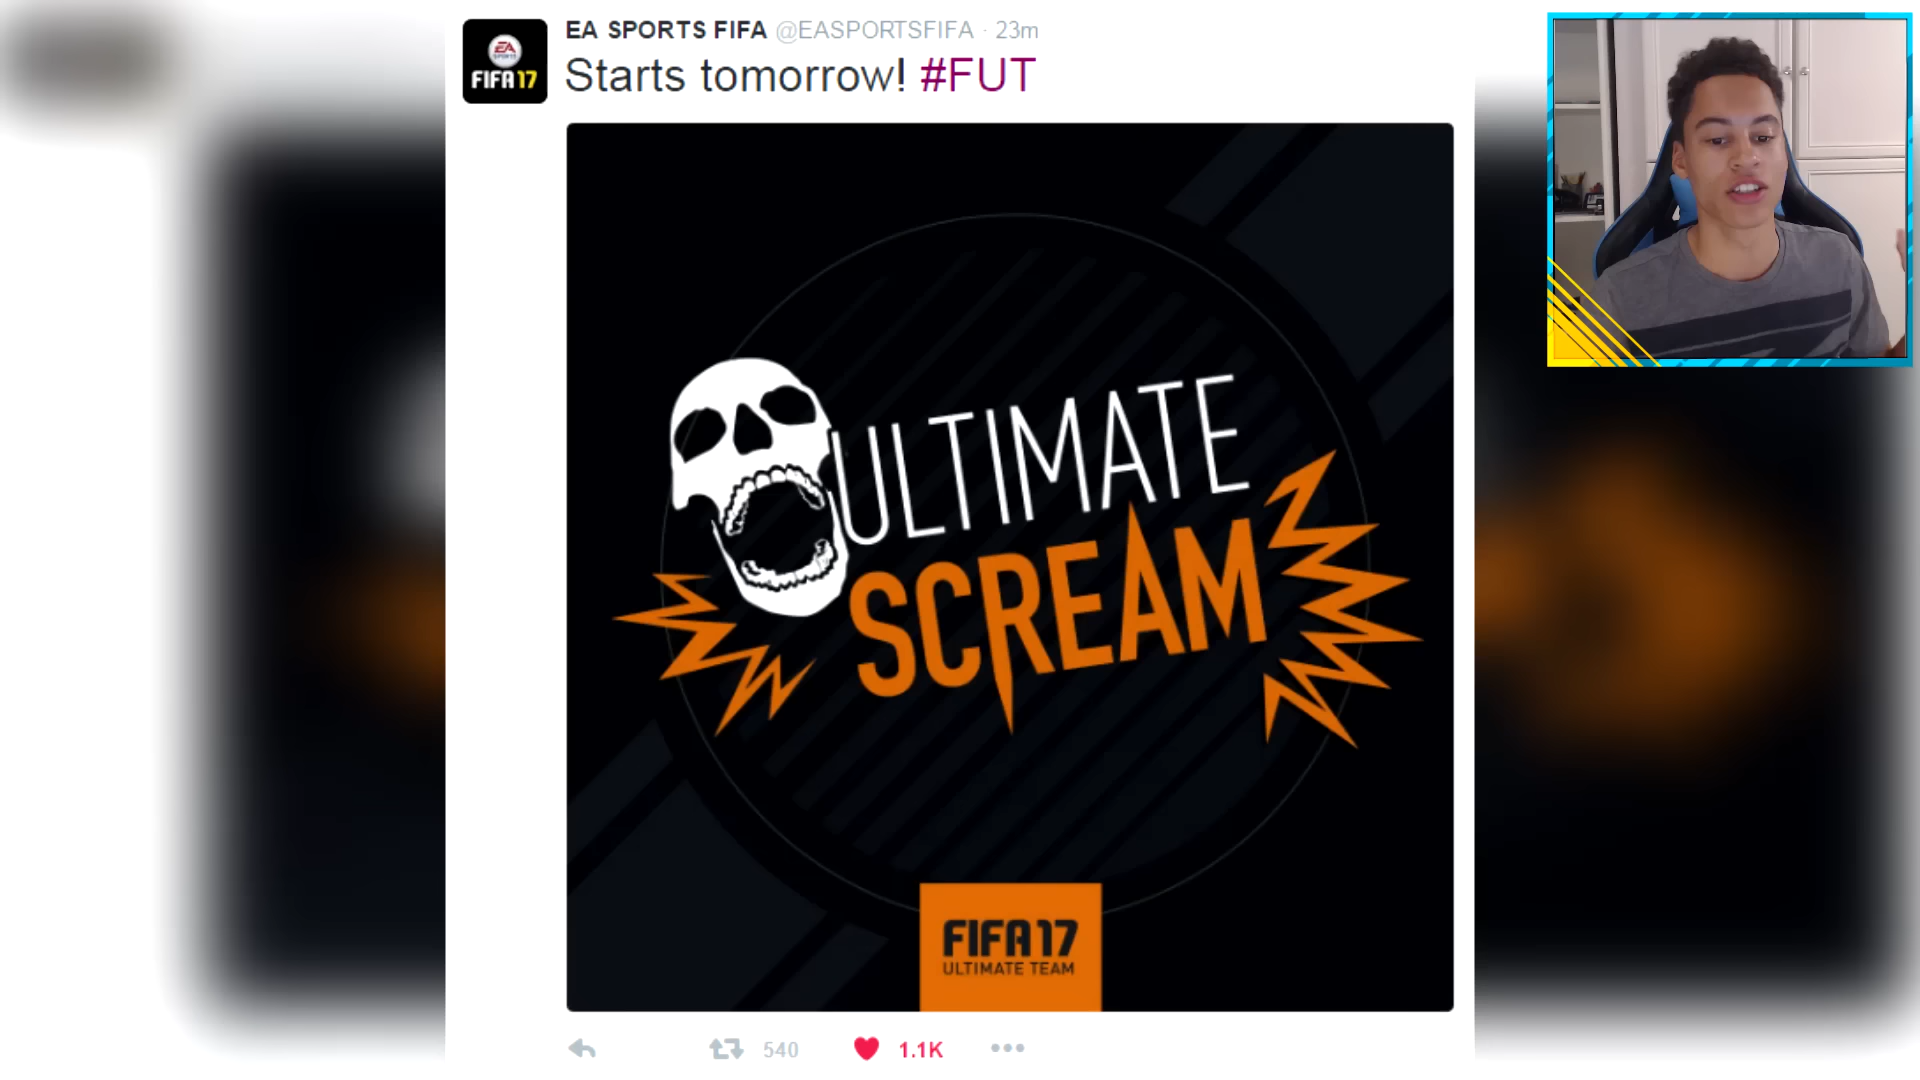 EA SPORTS FIFA @EASPORTSFIFA · 23m
Starts tomorrow! #FUT
EA
SPORTS
FIFA 17
ULTIMATE
SCREAM
FIFA 17
ULTIMATE TEAM
540
1.1K